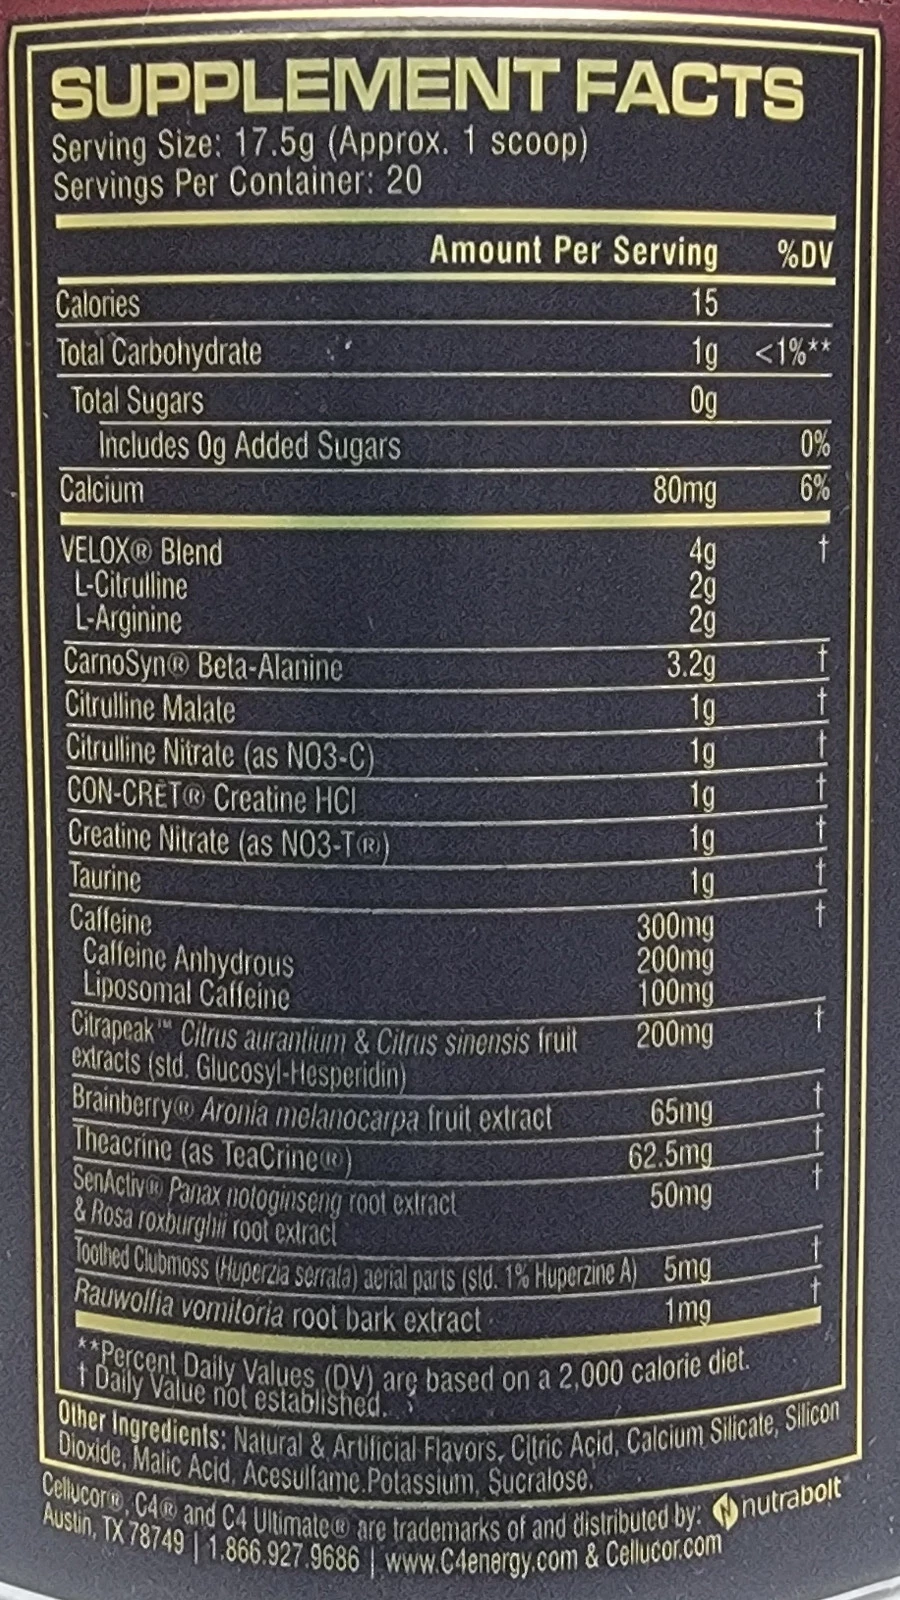 SUPPLEMENT FACTS
Serving Size: 17.5g (Approx. 1 scoop)
Servings Per Container: 20
Amount Per Serving %DV
Calories 15
Total Carbohydrate 1g <1%**
Total Sugars 0g
Includes 0g Added Sugars 0%
Calcium 80mg 6%
VELOX® Blend 4g †
L-Citrulline 2g
L-Arginine 2g
CarnoSyn® Beta-Alanine 3.2g †
Citrulline Malate 1g †
Citrulline Nitrate (as NO3-C) 1g †
CON-CRĒT® Creatine HCl 1g †
Creatine Nitrate (as NO3-T®) 1g †
Taurine 1g †
Caffeine 300mg †
Caffeine Anhydrous 200mg
Liposomal Caffeine 100mg
Citrapeak™ Citrus aurantium & Citrus sinensis fruit 200mg †
extracts (std. Glucosyl-Hesperidin)
Brainberry® Aronia melanocarpa fruit extract 65mg †
Theacrine (as TeaCrine®) 62.5mg †
SenActiv® Panax notoginseng root extract 50mg †
& Rosa roxburghii root extract
Toothed Clubmoss (Huperzia serrata) aerial parts (std. 1% Huperzine A) 5mg †
Rauwolfia vomitoria root bark extract 1mg †
**Percent Daily Values (DV) are based on a 2,000 calorie diet.
† Daily Value not established.
Other Ingredients: Natural & Artificial Flavors, Citric Acid, Calcium Silicate, Silicon
Dioxide, Malic Acid, Acesulfame Potassium, Sucralose.
Cellucor®, C4® and C4 Ultimate® are trademarks of and distributed by: nutrabolt
Austin, TX 78749 | 1.866.927.9686 | www.C4energy.com & Cellucor.com